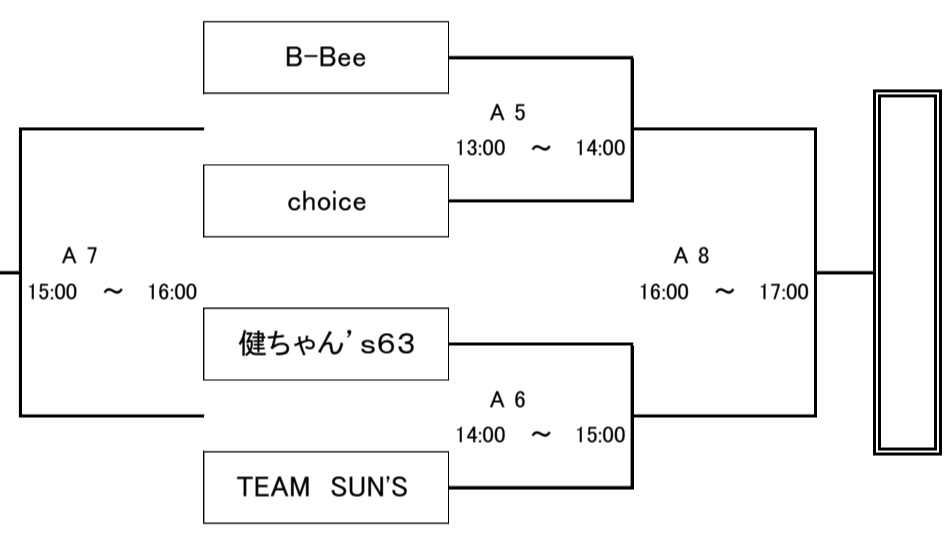 B-Bee
A 5
13:00 ～ 14:00
choice
A 7
15:00 ～ 16:00
A 8
16:00 ～ 17:00
健ちゃん’s63
A 6
14:00 ～ 15:00
TEAM SUN'S